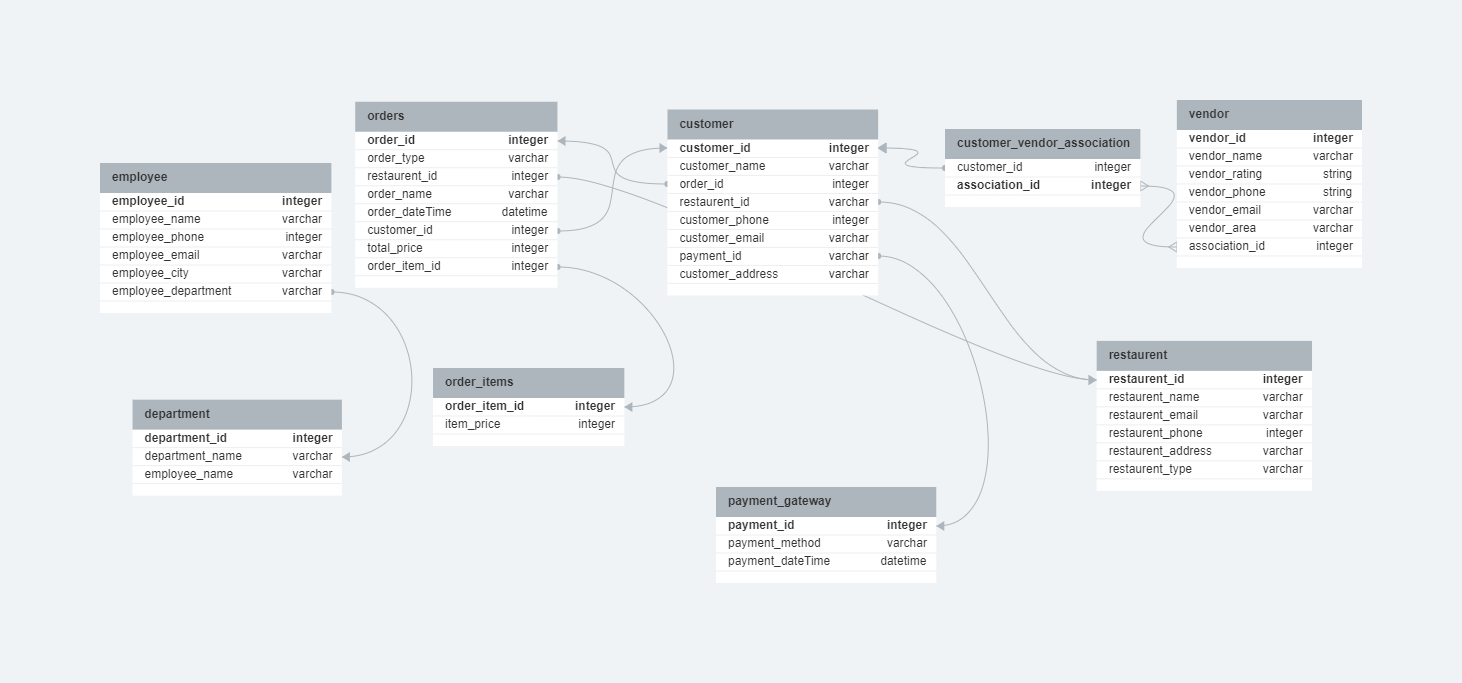 orders
order_id integer
order_type varchar
restaurent_id integer
order_name varchar
order_dateTime datetime
customer_id integer
total_price integer
order_item_id integer
customer
customer_id integer
customer_name varchar
order_id integer
restaurent_id varchar
customer_phone integer
customer_email varchar
payment_id varchar
customer_address varchar
customer_vendor_association
customer_id integer
association_id integer
vendor
vendor_id integer
vendor_name varchar
vendor_rating string
vendor_phone string
vendor_email varchar
vendor_area varchar
association_id integer
employee
employee_id integer
employee_name varchar
employee_phone integer
employee_email varchar
employee_city varchar
employee_department varchar
department
department_id integer
department_name varchar
employee_name varchar
order_items
order_item_id integer
item_price integer
restaurent
restaurent_id integer
restaurent_name varchar
restaurent_email varchar
restaurent_phone integer
restaurent_address varchar
restaurent_type varchar
payment_gateway
payment_id integer
payment_method varchar
payment_dateTime datetime